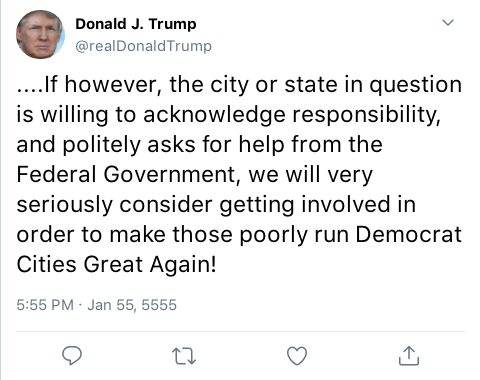 Donald J. Trump
@realDonaldTrump
....If however, the city or state in question
is willing to acknowledge responsibility,
and politely asks for help from the
Federal Government, we will very
seriously consider getting involved in
order to make those poorly run Democrat
Cities Great Again!
5:55 PM · Jan 55, 5555